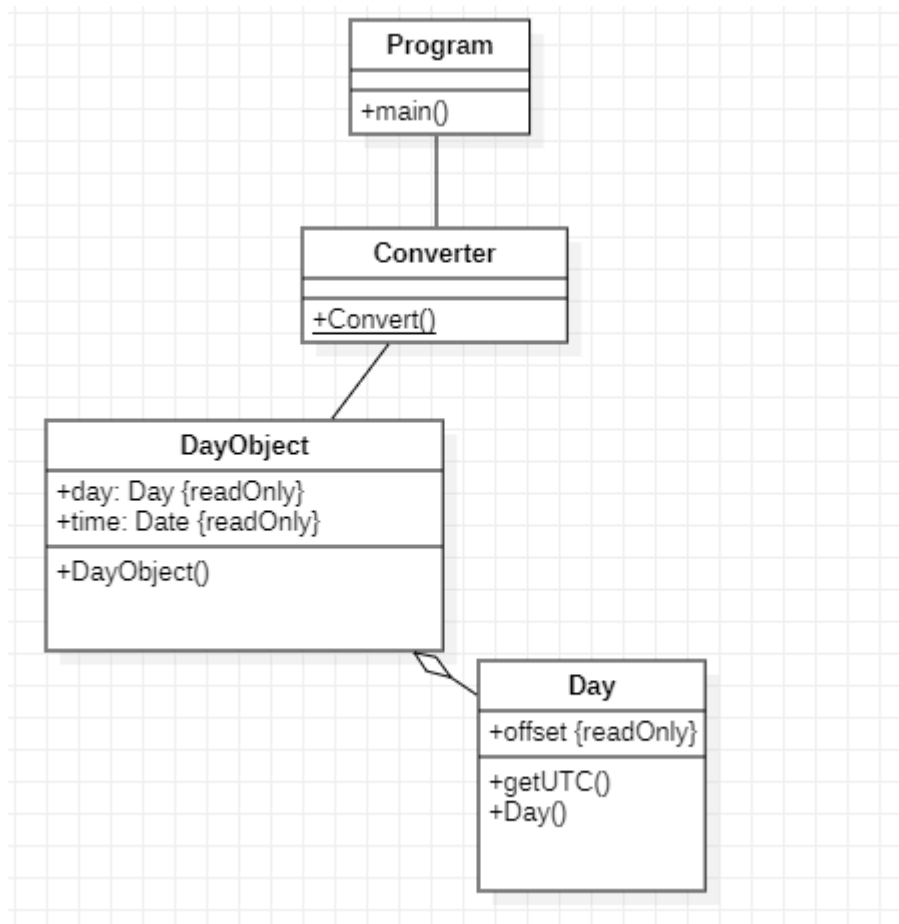 Program
+main()
Converter
+Convert()
DayObject
+day: Day {readOnly}
+time: Date {readOnly}
+DayObject()
Day
+offset {readOnly}
+getUTC()
+Day()